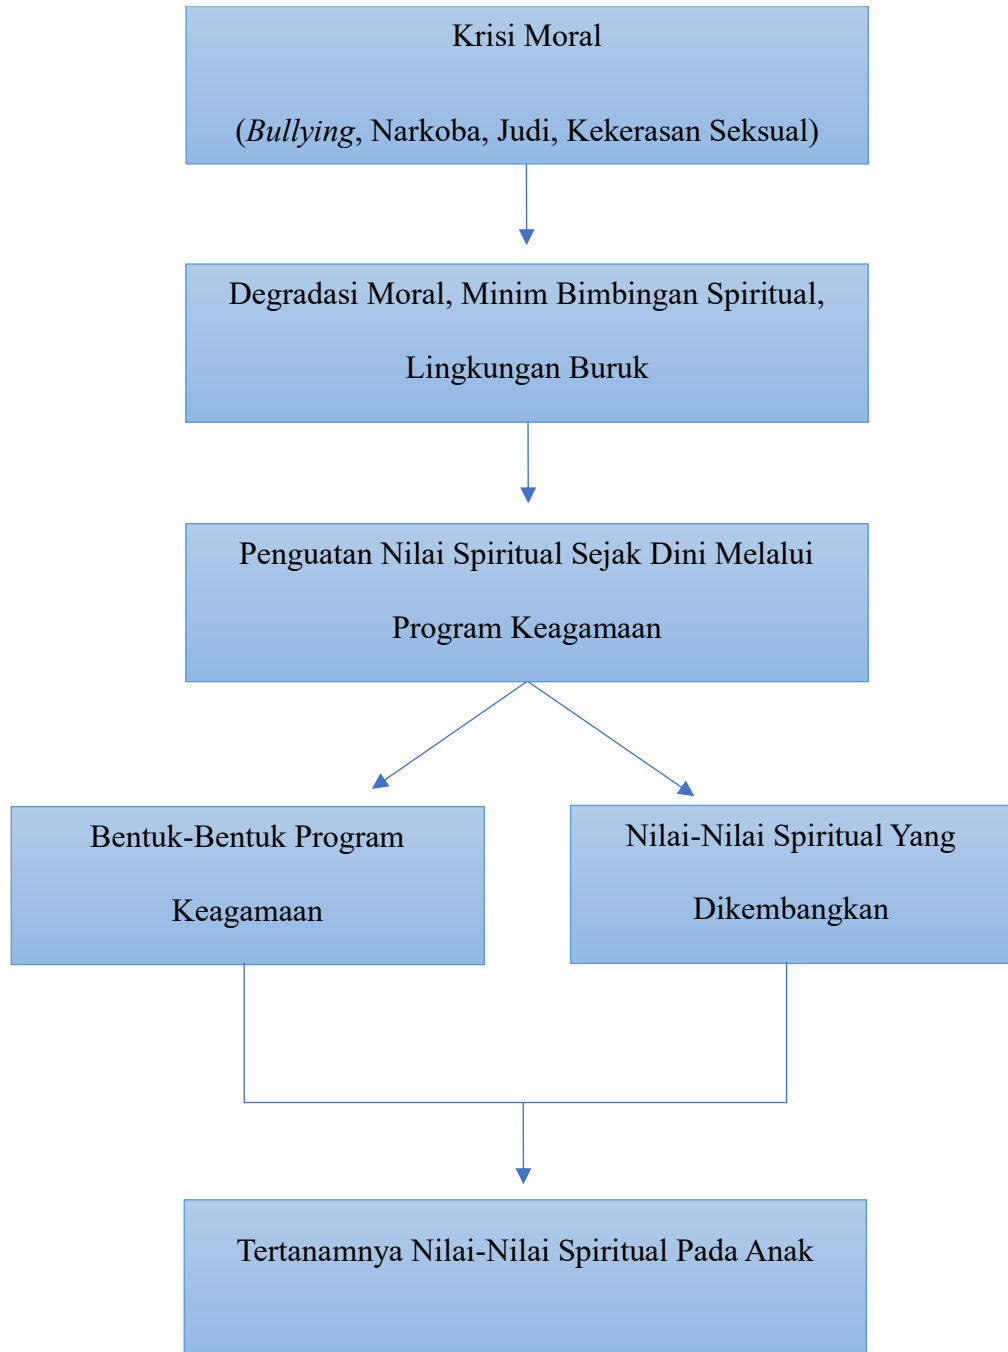 Krisi Moral
(Bullying, Narkoba, Judi, Kekerasan Seksual)
Degradasi Moral, Minim Bimbingan Spiritual,
Lingkungan Buruk
Penguatan Nilai Spiritual Sejak Dini Melalui
Program Keagamaan
Bentuk-Bentuk Program
Keagamaan
Nilai-Nilai Spiritual Yang
Dikembangkan
Tertanamnya Nilai-Nilai Spiritual Pada Anak